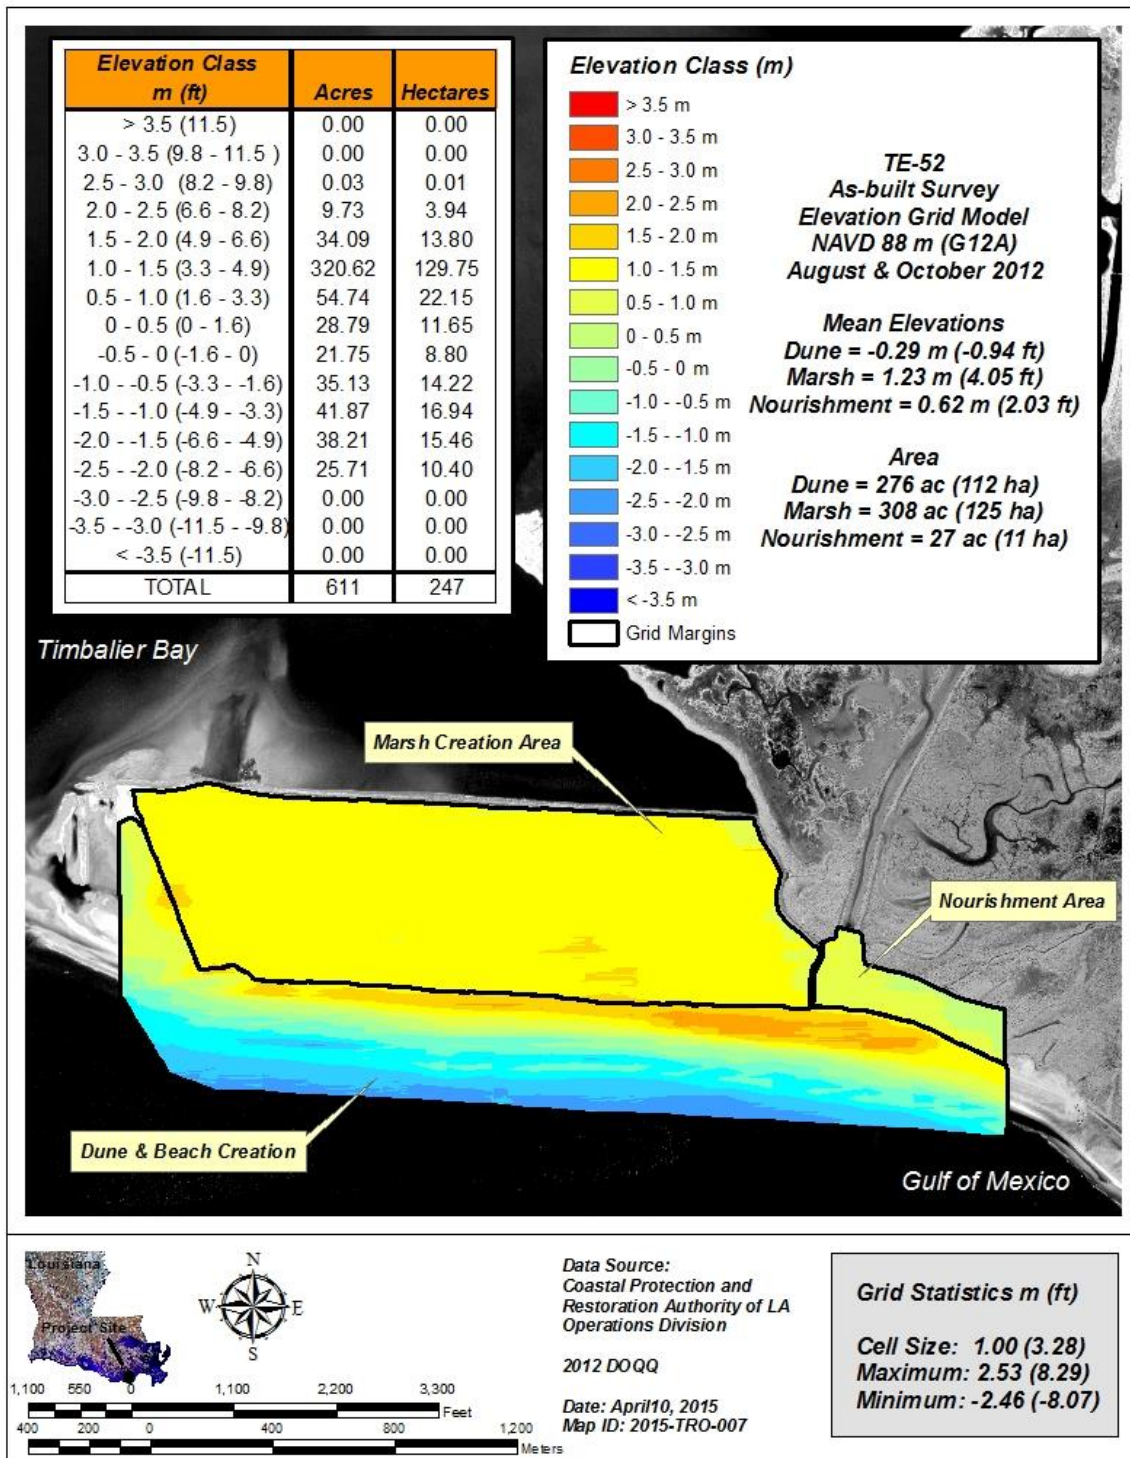 Elevation Class
m (ft) Acres Hectares
> 3.5 (11.5) 0.00 0.00
3.0 - 3.5 (9.8 - 11.5 ) 0.00 0.00
2.5 - 3.0 (8.2 - 9.8) 0.03 0.01
2.0 - 2.5 (6.6 - 8.2) 9.73 3.94
1.5 - 2.0 (4.9 - 6.6) 34.09 13.80
1.0 - 1.5 (3.3 - 4.9) 320.62 129.75
0.5 - 1.0 (1.6 - 3.3) 54.74 22.15
0 - 0.5 (0 - 1.6) 28.79 11.65
-0.5 - 0 (-1.6 - 0) 21.75 8.80
-1.0 - -0.5 (-3.3 - -1.6) 35.13 14.22
-1.5 - -1.0 (-4.9 - -3.3) 41.87 16.94
-2.0 - -1.5 (-6.6 - -4.9) 38.21 15.46
-2.5 - -2.0 (-8.2 - -6.6) 25.71 10.40
-3.0 - -2.5 (-9.8 - -8.2) 0.00 0.00
-3.5 - -3.0 (-11.5 - -9.8) 0.00 0.00
< -3.5 (-11.5) 0.00 0.00
TOTAL 611 247
Elevation Class (m)
> 3.5 m
3.0 - 3.5 m
2.5 - 3.0 m
2.0 - 2.5 m
1.5 - 2.0 m
1.0 - 1.5 m
0.5 - 1.0 m
0 - 0.5 m
-0.5 - 0 m
-1.0 - -0.5 m
-1.5 - -1.0 m
-2.0 - -1.5 m
-2.5 - -2.0 m
-3.0 - -2.5 m
-3.5 - -3.0 m
< -3.5 m
Grid Margins
TE-52
As-built Survey
Elevation Grid Model
NAVD 88 m (G12A)
August & October 2012
Mean Elevations
Dune = -0.29 m (-0.94 ft)
Marsh = 1.23 m (4.05 ft)
Nourishment = 0.62 m (2.03 ft)
Area
Dune = 276 ac (112 ha)
Marsh = 308 ac (125 ha)
Nourishment = 27 ac (11 ha)
Timbalier Bay
Marsh Creation Area
Nourishment Area
Dune & Beach Creation
Gulf of Mexico
Louisiana
Project Site
N
W E
S
1,100 550 0 1,100 2,200 3,300
Feet
400 200 0 400 800 1,200
Meters
Data Source:
Coastal Protection and
Restoration Authority of LA
Operations Division
2012 DOQQ
Date: April10, 2015
Map ID: 2015-TRO-007
Grid Statistics m (ft)
Cell Size: 1.00 (3.28)
Maximum: 2.53 (8.29)
Minimum: -2.46 (-8.07)